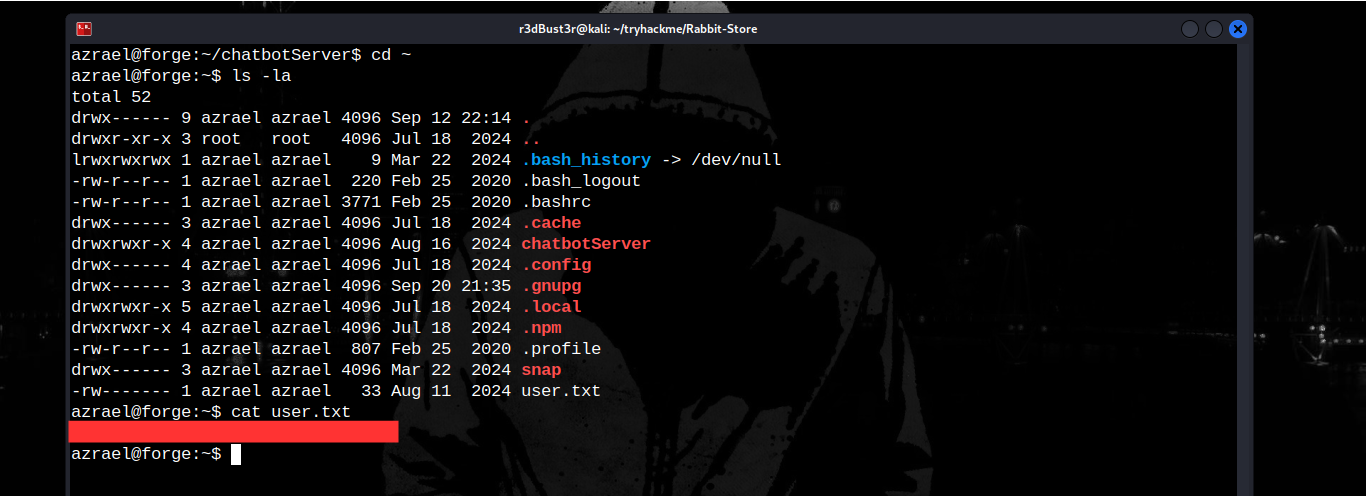 r3dBust3r@kali: ~/tryhackme/Rabbit-Store
azrael@forge:~/chatbotServer$ cd ~
azrael@forge:~$ ls -la
total 52
drwx------ 9 azrael azrael 4096 Sep 12 22:14 .
drwxr-xr-x 3 root   root   4096 Jul 18  2024 ..
lrwxrwxrwx 1 azrael azrael    9 Mar 22  2024 .bash_history -> /dev/null
-rw-r--r-- 1 azrael azrael  220 Feb 25  2020 .bash_logout
-rw-r--r-- 1 azrael azrael 3771 Feb 25  2020 .bashrc
drwx------ 3 azrael azrael 4096 Jul 18  2024 .cache
drwxrwxr-x 4 azrael azrael 4096 Aug 16  2024 chatbotServer
drwx------ 4 azrael azrael 4096 Jul 18  2024 .config
drwx------ 3 azrael azrael 4096 Sep 20 21:35 .gnupg
drwxrwxr-x 5 azrael azrael 4096 Jul 18  2024 .local
drwxrwxr-x 4 azrael azrael 4096 Jul 18  2024 .npm
-rw-r--r-- 1 azrael azrael  807 Feb 25  2020 .profile
drwx------ 3 azrael azrael 4096 Mar 22  2024 snap
-rw------- 1 azrael azrael   33 Aug 11  2024 user.txt
azrael@forge:~$ cat user.txt
azrael@forge:~$